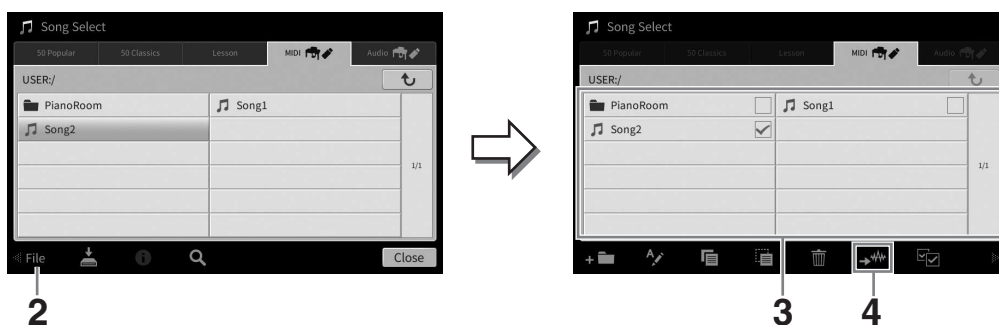 Song Select
50 Popular 50 Classics Lesson MIDI Audio
USER:/
PianoRoom Song1
Song2
1/1
File Close
2
Song Select
50 Popular 50 Classics Lesson MIDI Audio
USER:/
PianoRoom Song1
Song2
1/1
3 4